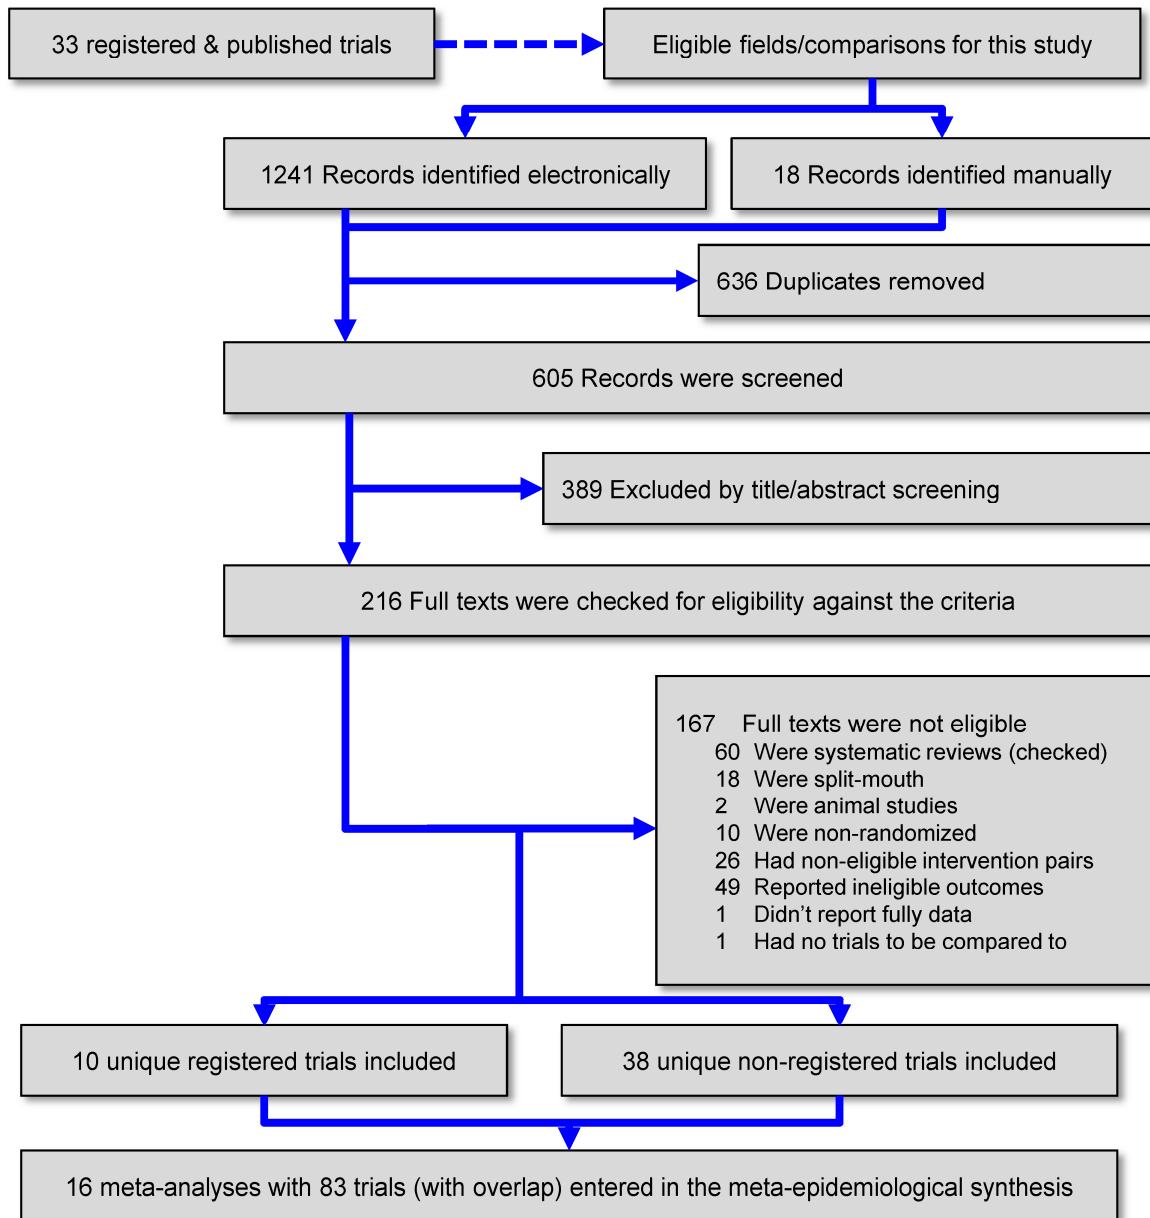 33 registered & published trials
Eligible fields/comparisons for this study
1241 Records identified electronically
18 Records identified manually
636 Duplicates removed
605 Records were screened
389 Excluded by title/abstract screening
216 Full texts were checked for eligibility against the criteria
167 Full texts were not eligible
60 Were systematic reviews (checked)
18 Were split-mouth
2 Were animal studies
10 Were non-randomized
26 Had non-eligible intervention pairs
49 Reported ineligible outcomes
1 Didn’t report fully data
1 Had no trials to be compared to
10 unique registered trials included
38 unique non-registered trials included
16 meta-analyses with 83 trials (with overlap) entered in the meta-epidemiological synthesis